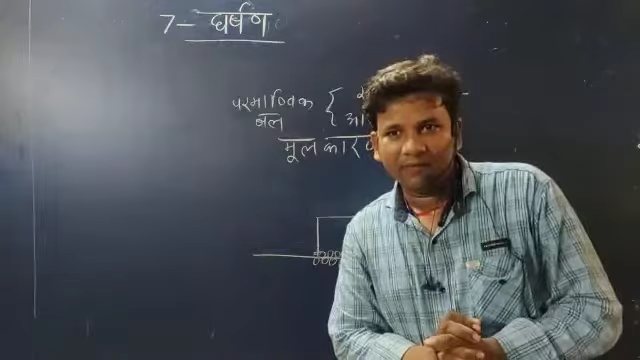 7- घर्षण
परमाण्विक {
बल
मूल कारण